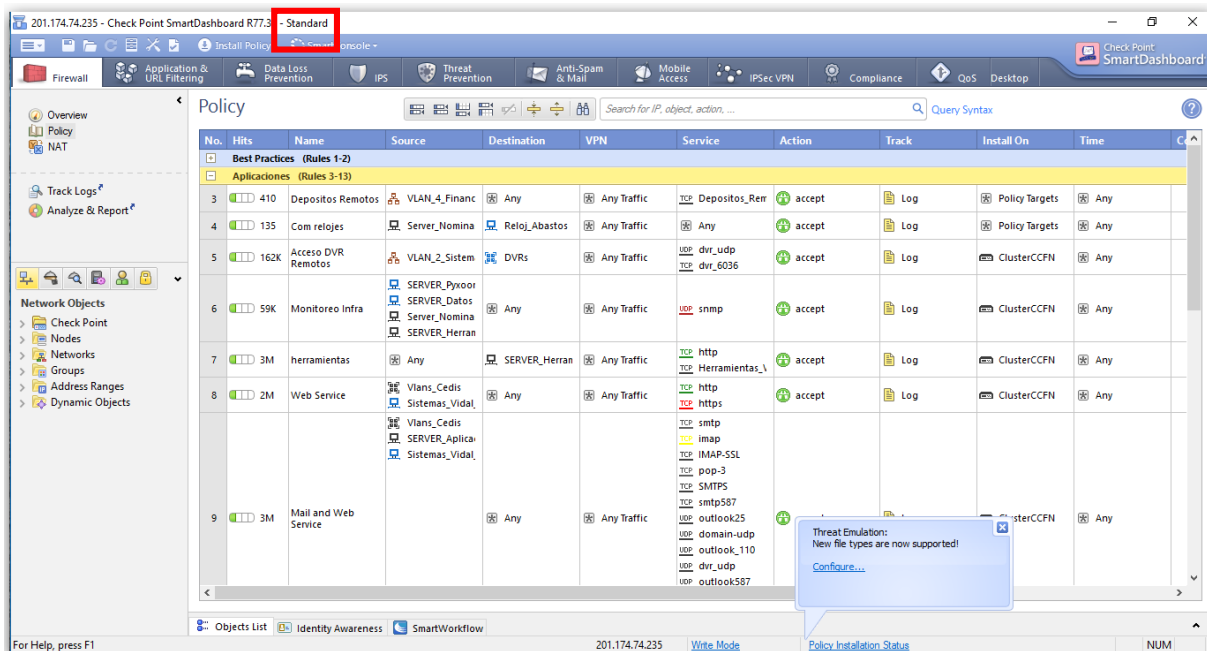 201.174.74.235 - Check Point SmartDashboard R77.3 - Standard
Install Policy SmartConsole
Check Point
SmartDashboard
Firewall
Application &
URL Filtering
Data Loss
Prevention
IPS
Threat
Prevention
Anti-Spam
& Mail
Mobile
Access
IPSec VPN
Compliance
QoS
Desktop
Overview
Policy
NAT
Track Logs
Analyze & Report
Network Objects
Check Point
Nodes
Networks
Groups
Address Ranges
Dynamic Objects
Policy
Search for IP, object, action, ...
Query Syntax
No. Hits Name Source Destination VPN Service Action Track Install On Time
Best Practices (Rules 1-2)
Aplicaciones (Rules 3-13)
3 410 Depositos Remotos VLAN_4_Financ Any Any Traffic TCP Depositos_Rem accept Log Policy Targets Any
4 135 Com relojes Server_Nomina Reloj_Abastos Any Traffic Any accept Log Policy Targets Any
5 162K Acceso DVR Remotos VLAN_2_Sistem DVRs Any Traffic UDP dvr_udp accept Log ClusterCCFN Any
TCP dvr_6036
SERVER_Pyxoor
SERVER_Datos
6 59K Monitoreo Infra Any Any Traffic UDP snmp accept Log ClusterCCFN Any
Server_Nomina
SERVER_Herran
7 3M herramientas Any SERVER_Herran Any Traffic TCP http accept Log ClusterCCFN Any
TCP Herramientas_\
8 2M Web Service Vlans_Cedis Any Any Traffic TCP http accept Log ClusterCCFN Any
Sistemas_Vidal_ TCP https
Vlans_Cedis TCP smtp
SERVER_Aplica TCP imap
Sistemas_Vidal_ TCP IMAP-SSL
TCP pop-3
TCP SMTPS
TCP smtp587
9 3M Mail and Web Service Any Any Traffic UDP outlook25 ClusterCCFN Any
UDP domain-udp
UDP outlook_110
UDP dvr_udp
UDP outlook587
Threat Emulation:
New file types are now supported!
Configure...
Objects List Identity Awareness SmartWorkflow
For Help, press F1 201.174.74.235 Write Mode Policy Installation Status NUM